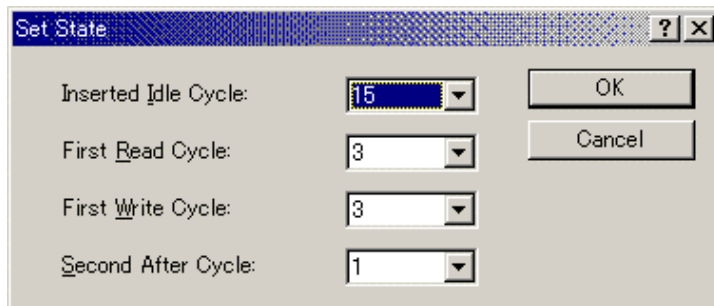 Set State
Inserted Idle Cycle: 15
OK
First Read Cycle: 3
Cancel
First Write Cycle: 3
Second After Cycle: 1